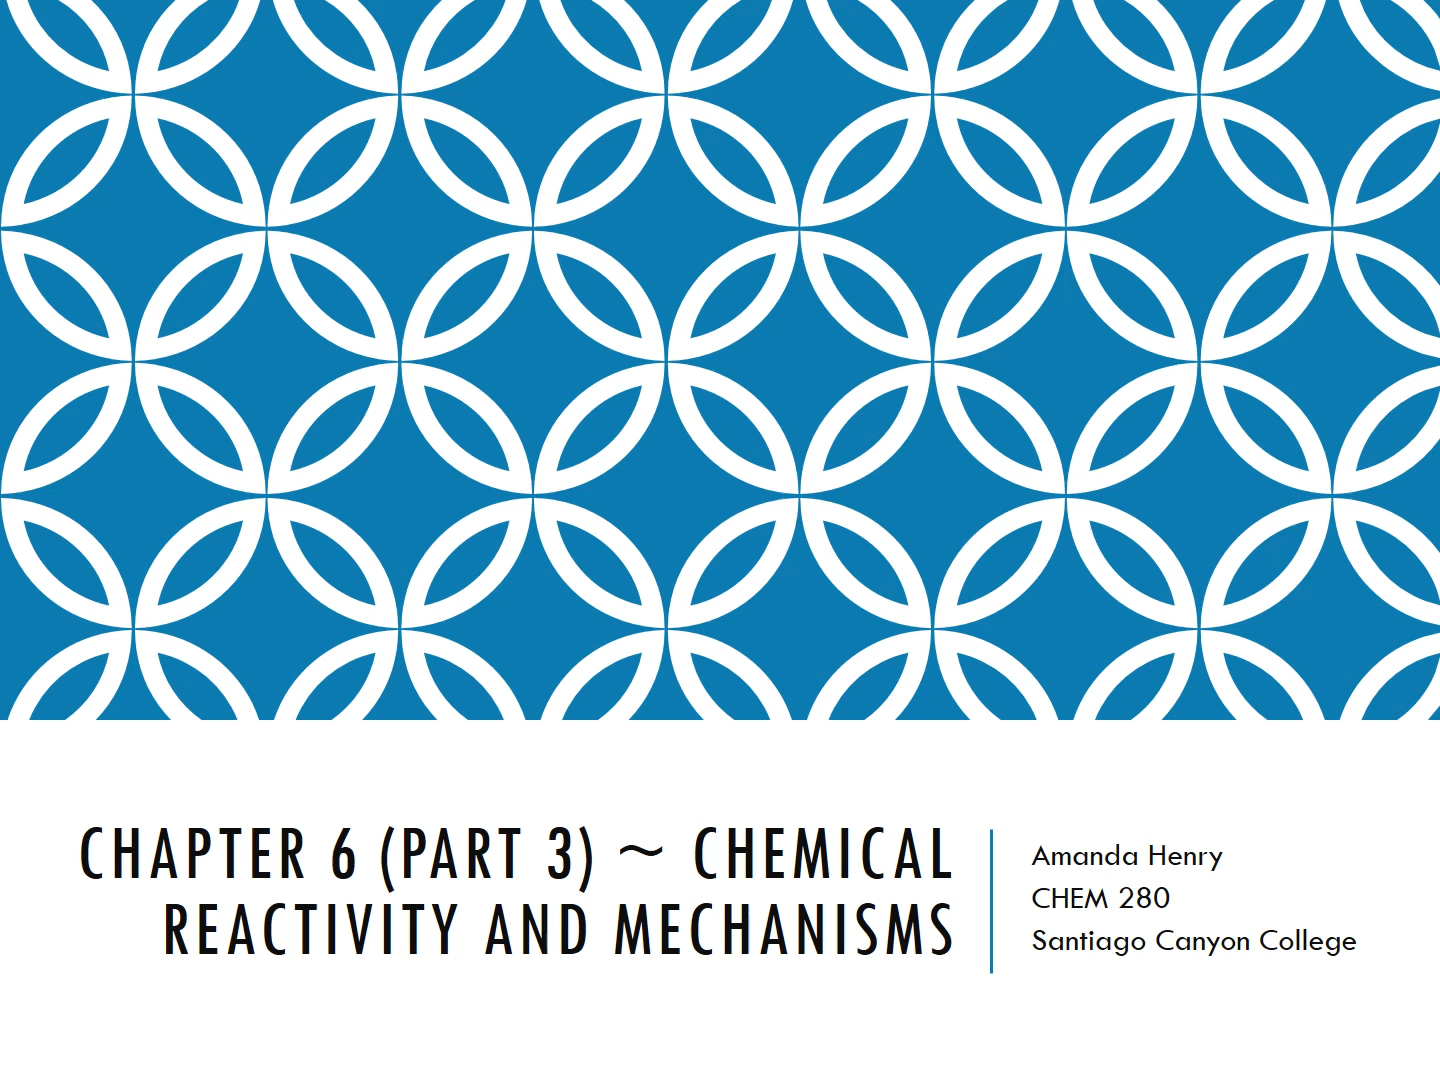 CHAPTER 6 (PART 3) ~ CHEMICAL
REACTIVITY AND MECHANISMS
Amanda Henry
CHEM 280
Santiago Canyon College